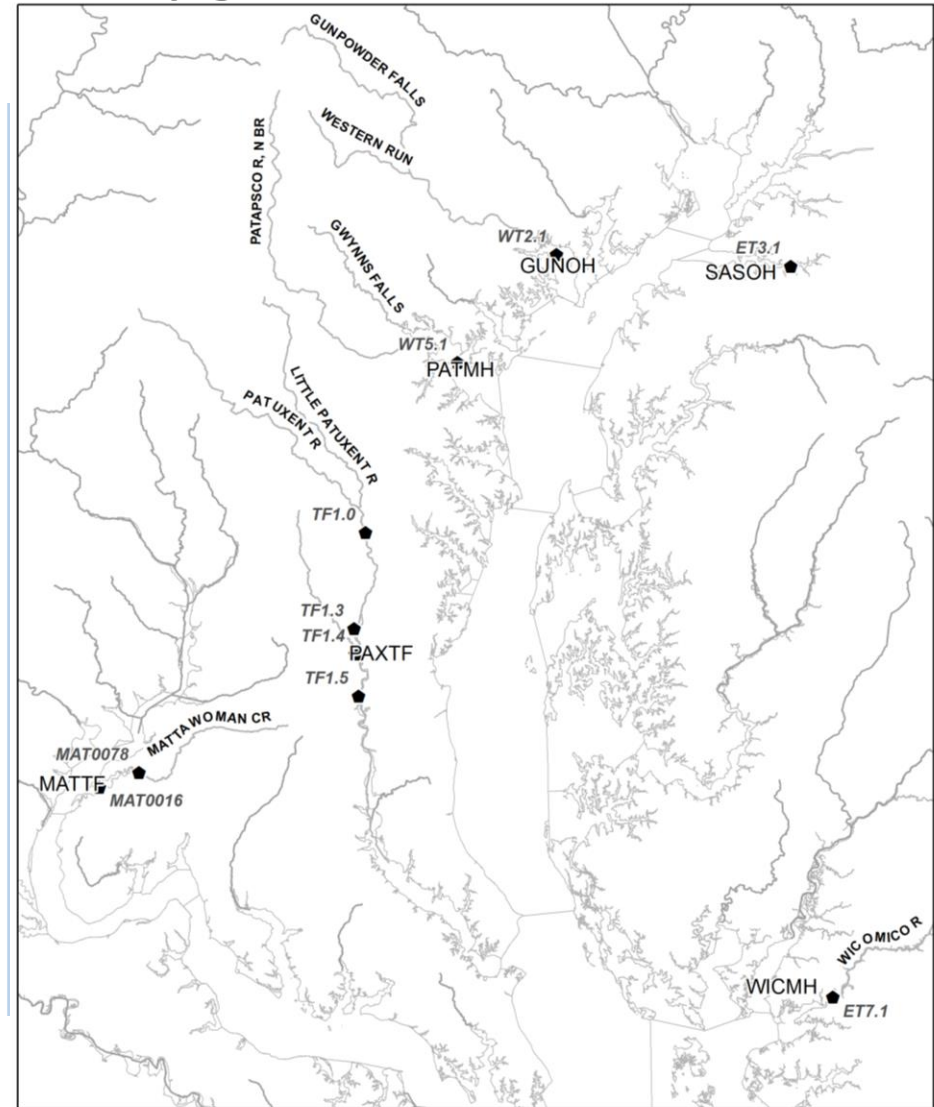 GUNPOWDER FALLS
WESTERN RUN
PATAPSCO R, N BR
GWYNNS FALLS
WT2.1
GUNOH
ET3.1
SASOH
WT5.1
PATMH
LITTLE PATUXENT R
PATUXENT R
TF1.0
TF1.3
TF1.4
PAXTF
TF1.5
MATTAWOMAN CR
MAT0078
MATTF
MAT0016
WICOMICO R
WICMH
ET7.1